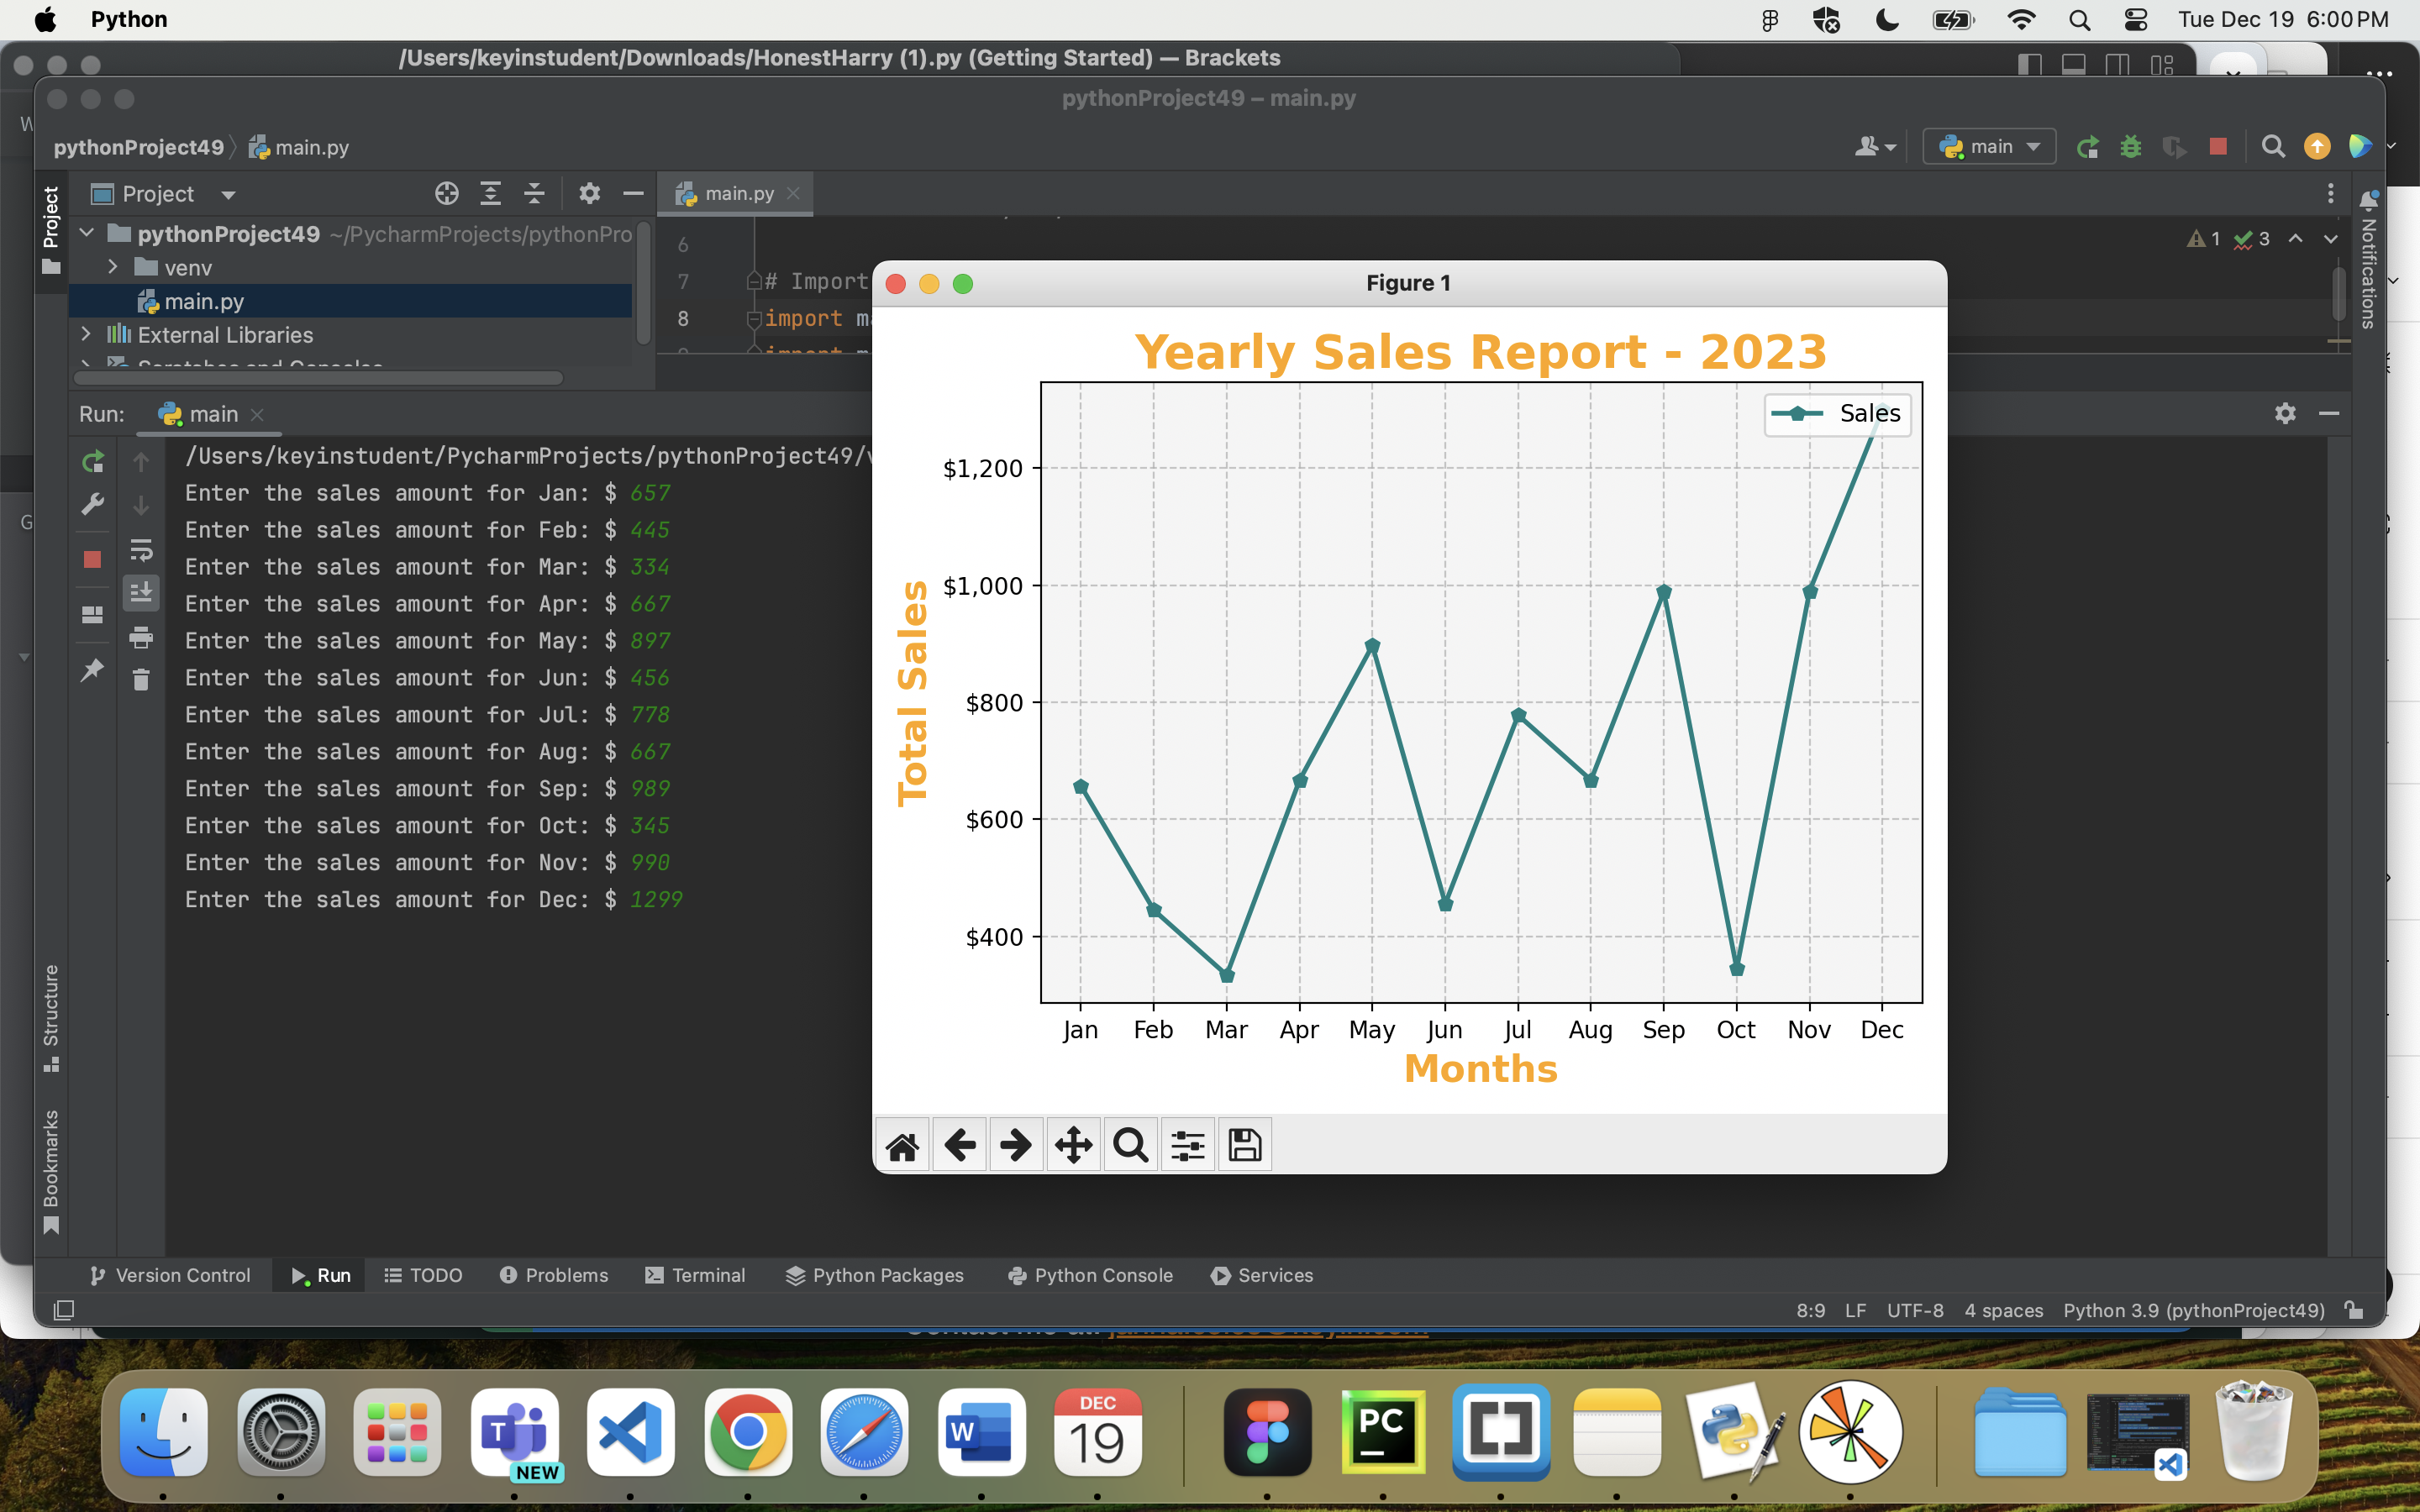 Python
Tue Dec 19 6:00 PM
/Users/keyinstudent/Downloads/HonestHarry (1).py (Getting Started) — Brackets
pythonProject49 – main.py
pythonProject49 main.py
main
Project
Project
main.py
pythonProject49 ~/PycharmProjects/pythonPro
venv
main.py
External Libraries
Scratches and Consoles
6
7 # Import
8 import
1 3
Notifications
Run: main
/Users/keyinstudent/PycharmProjects/pythonProject49/
Enter the sales amount for Jan: $ 657
Enter the sales amount for Feb: $ 445
Enter the sales amount for Mar: $ 334
Enter the sales amount for Apr: $ 667
Enter the sales amount for May: $ 897
Enter the sales amount for Jun: $ 456
Enter the sales amount for Jul: $ 778
Enter the sales amount for Aug: $ 667
Enter the sales amount for Sep: $ 989
Enter the sales amount for Oct: $ 345
Enter the sales amount for Nov: $ 990
Enter the sales amount for Dec: $ 1299
Figure 1
Yearly Sales Report - 2023
Sales
Total Sales
$1,200
$1,000
$800
$600
$400
Jan Feb Mar Apr May Jun Jul Aug Sep Oct Nov Dec
Months
Structure
Bookmarks
Version Control Run TODO Problems Terminal Python Packages Python Console Services
8:9 LF UTF-8 4 spaces Python 3.9 (pythonProject49)
T
NEW
W
DEC
19
PC